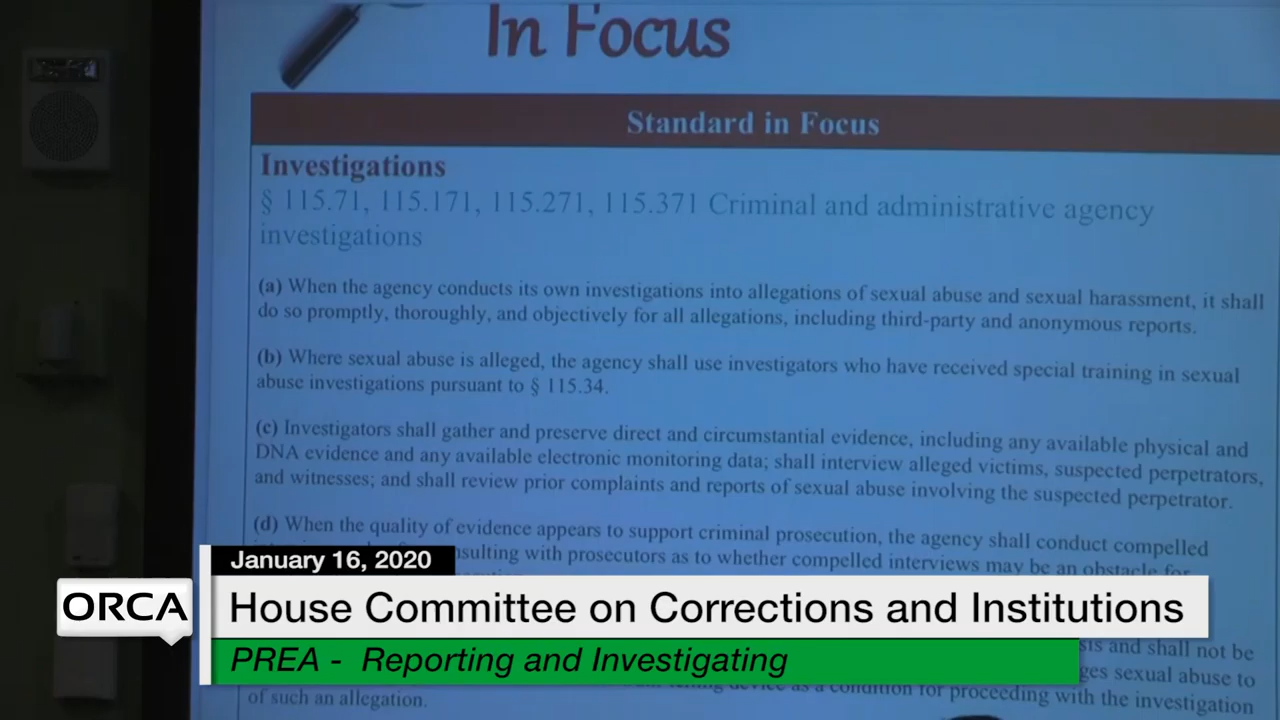 In Focus
Standard in Focus
Investigations
§ 115.71, 115.171, 115.271, 115.371 Criminal and administrative agency
investigations
(a) When the agency conducts its own investigations into allegations of sexual abuse and sexual harassment, it shall
do so promptly, thoroughly, and objectively for all allegations, including third-party and anonymous reports.
(b) Where sexual abuse is alleged, the agency shall use investigators who have received special training in sexual
abuse investigations pursuant to § 115.34.
(c) Investigators shall gather and preserve direct and circumstantial evidence, including any available physical and
DNA evidence and any available electronic monitoring data; shall interview alleged victims, suspected perpetrators,
and witnesses; and shall review prior complaints and reports of sexual abuse involving the suspected perpetrator.
(d) When the quality of evidence appears to support criminal prosecution, the agency shall conduct compelled
with prosecutors as to whether compelled interviews may be an obstacle for
January 16, 2020
ORCA
House Committee on Corrections and Institutions
PREA - Reporting and Investigating
and shall not be
sexual abuse to
device as a condition for proceeding with the investigation
of such an allegation.